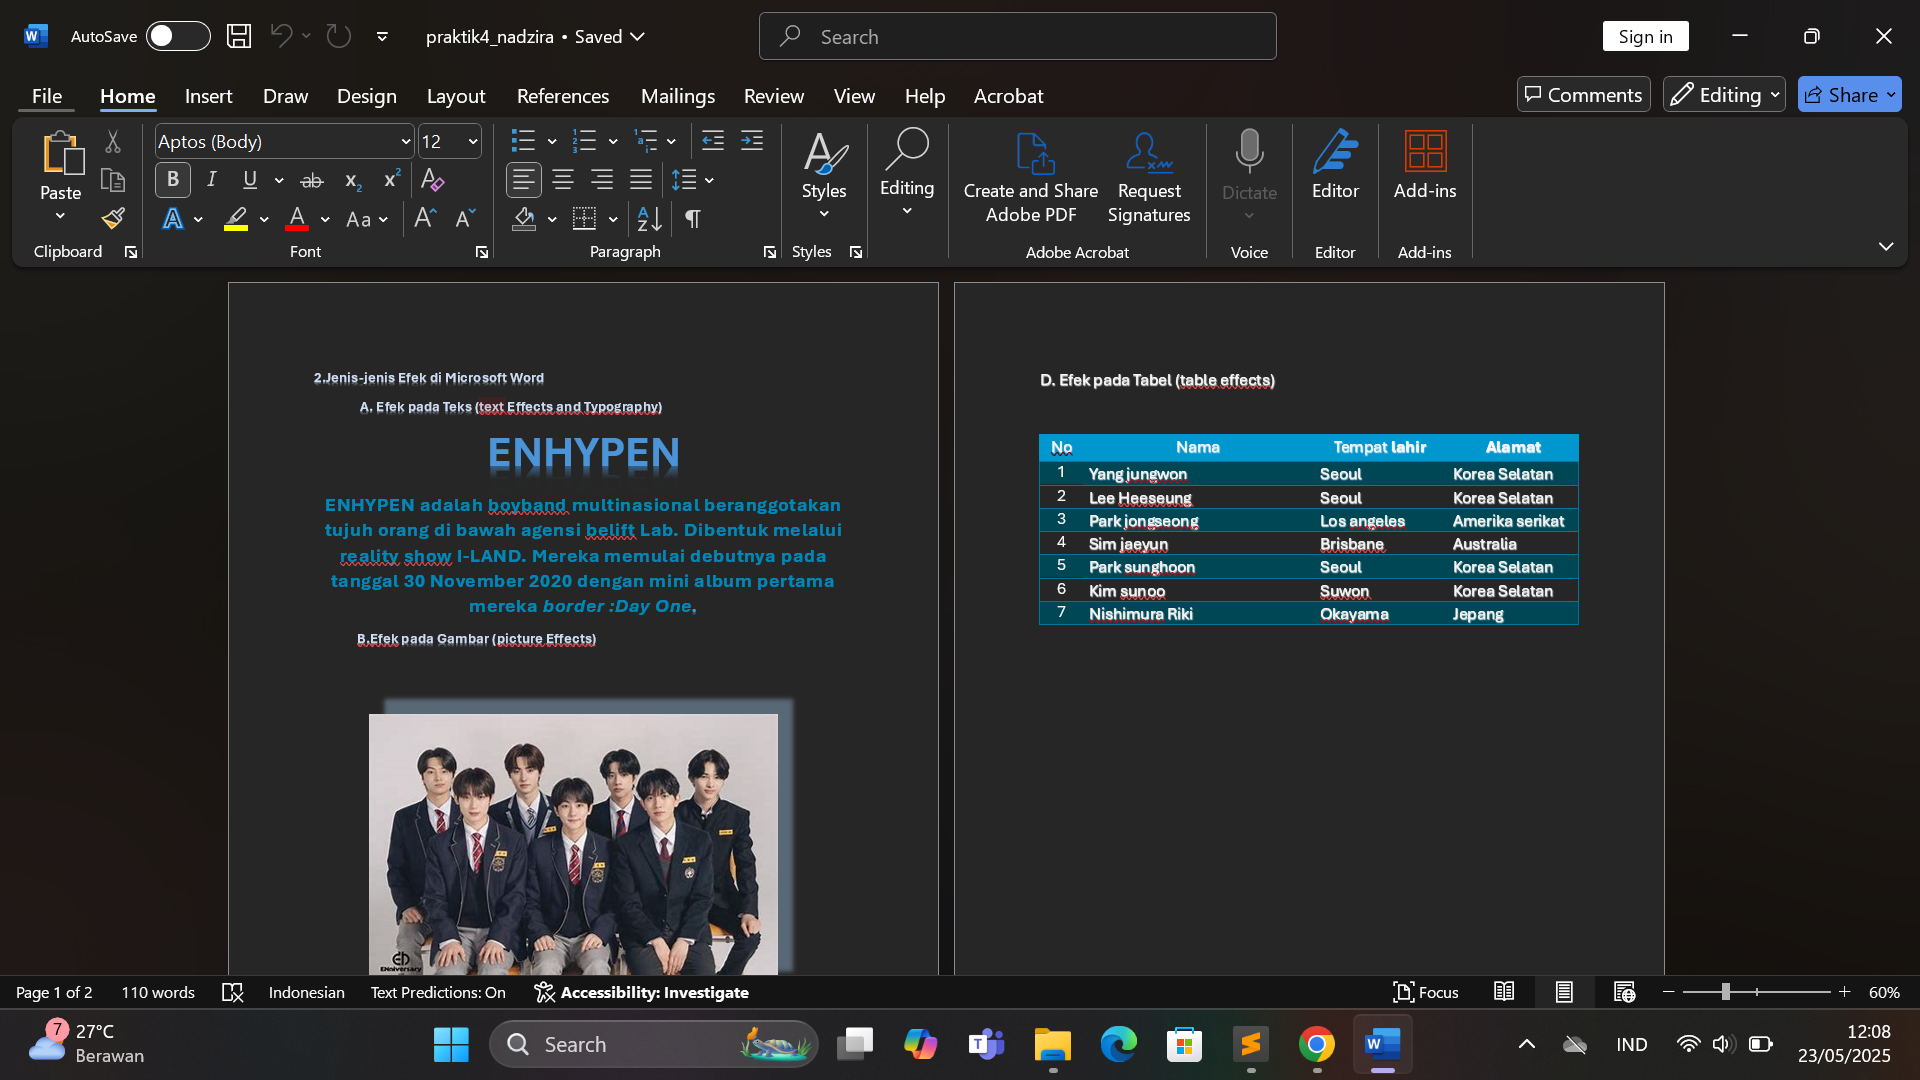 AutoSave
praktik4_nadzira • Saved
Search
Sign in
File Home Insert Draw Design Layout References Mailings Review View Help Acrobat
Comments Editing Share
Aptos (Body) 12
Paste
Styles
Editing
Create and Share
Adobe PDF
Request
Signatures
Dictate
Editor
Add-ins
Clipboard Font Paragraph Styles Adobe Acrobat Voice Editor Add-ins
2.Jenis-jenis Efek di Microsoft Word
A. Efek pada Teks (text Effects and Typography)
ENHYPEN
ENHYPEN adalah boyband multinasional beranggotakan
tujuh orang di bawah agensi belift Lab. Dibentuk melalui
reality show I-LAND. Mereka memulai debutnya pada
tanggal 30 November 2020 dengan mini album pertama
mereka border :Day One,
B.Efek pada Gambar (picture Effects)
ENniversary
D. Efek pada Tabel (table effects)
No Nama Tempat lahir Alamat
1 Yang jungwon Seoul Korea Selatan
2 Lee Heeseung Seoul Korea Selatan
3 Park jongseong Los angeles Amerika serikat
4 Sim jaeyun Brisbane Australia
5 Park sunghoon Seoul Korea Selatan
6 Kim sunoo Suwon Korea Selatan
7 Nishimura Riki Okayama Jepang
Page 1 of 2 110 words Indonesian Text Predictions: On Accessibility: Investigate
Focus 60%
7 27°C
Berawan
Search
IND
12:08
23/05/2025